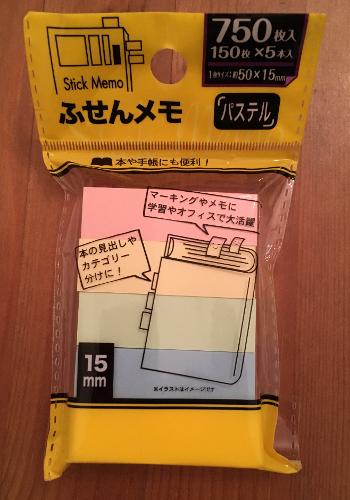 750枚入
150枚×5本入
1冊サイズ:約50×15mm
Stick Memo
ふせんメモ
パステル
本や手帳にも便利!
マーキングやメモに
学習やオフィスで大活躍
本の見出しや
カテゴリー
分けに!
15
mm
※イラストはイメージです